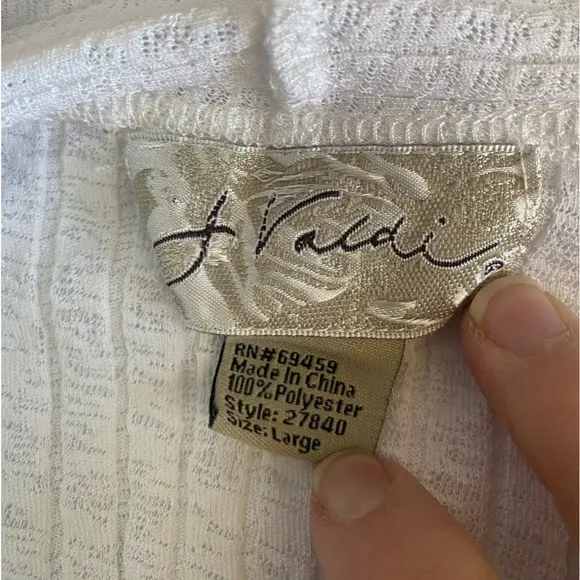 J Valdi
RN#69459
Made In China
100% Polyester
Style: 27840
Size: Large